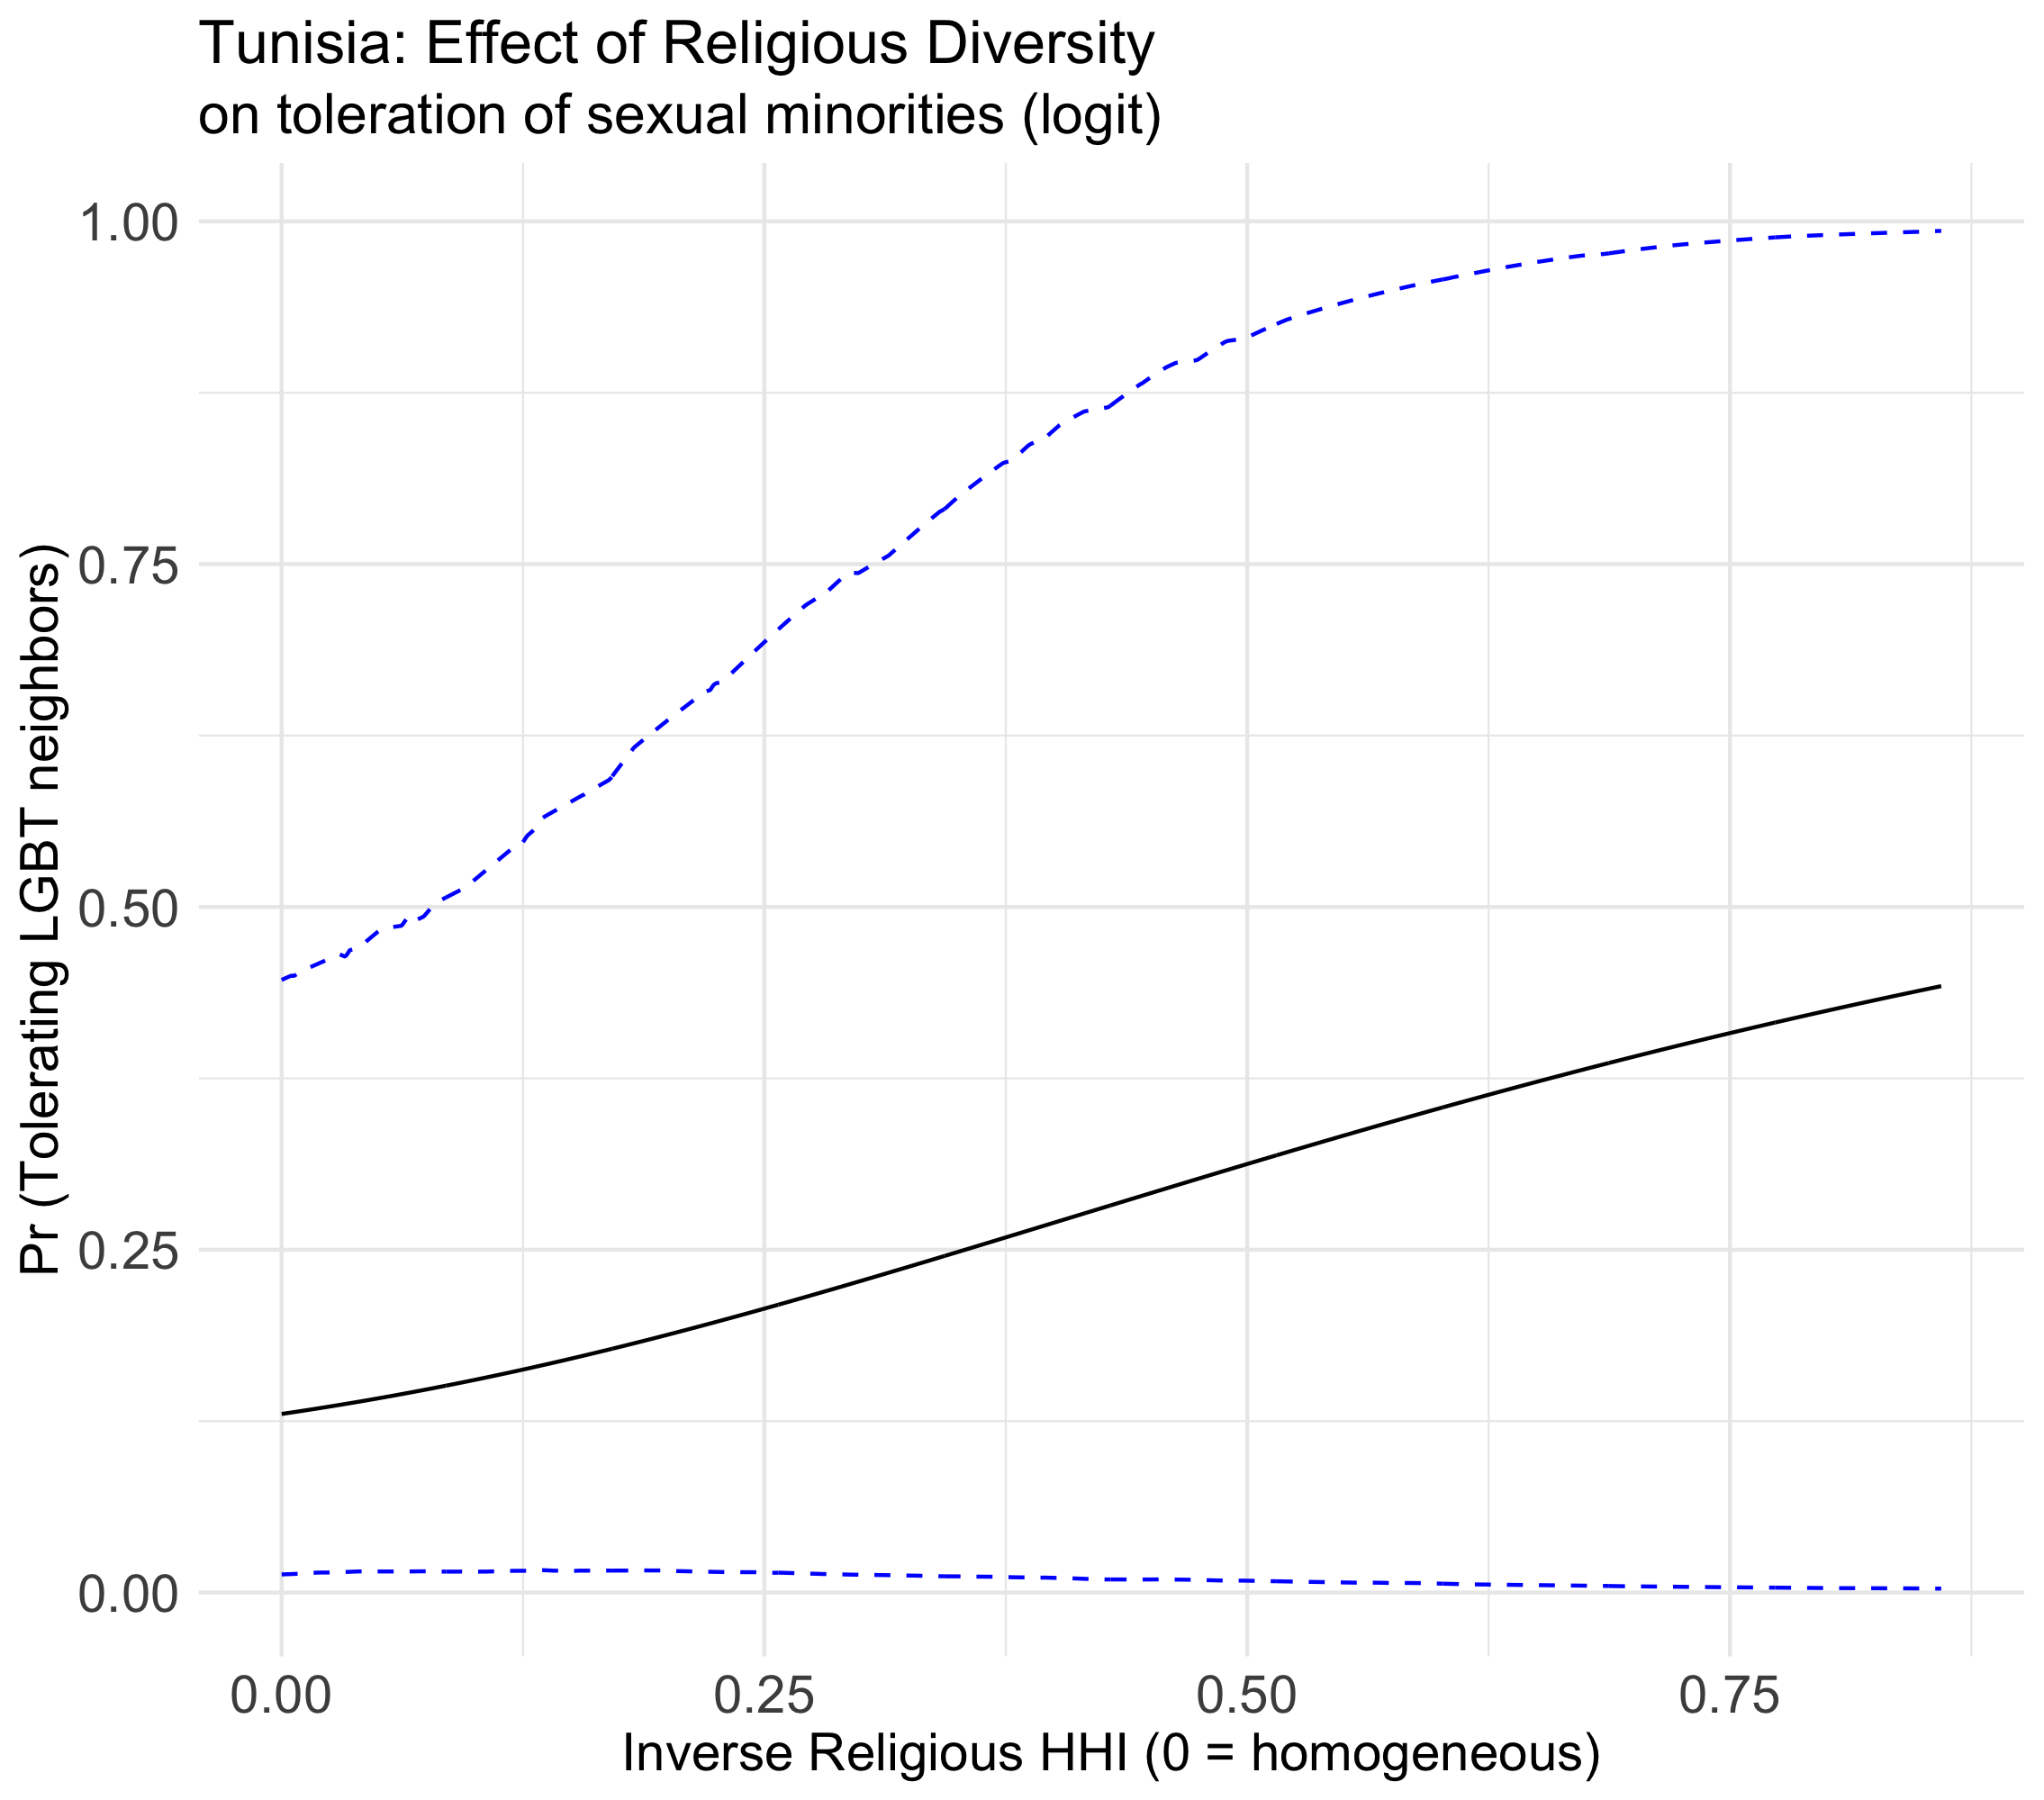 Tunisia: Effect of Religious Diversity
on toleration of sexual minorities (logit)
Pr (Tolerating LGBT neighbors)
1.00
0.75
0.50
0.25
0.00
0.00 0.25 0.50 0.75
Inverse Religious HHI (0 = homogeneous)